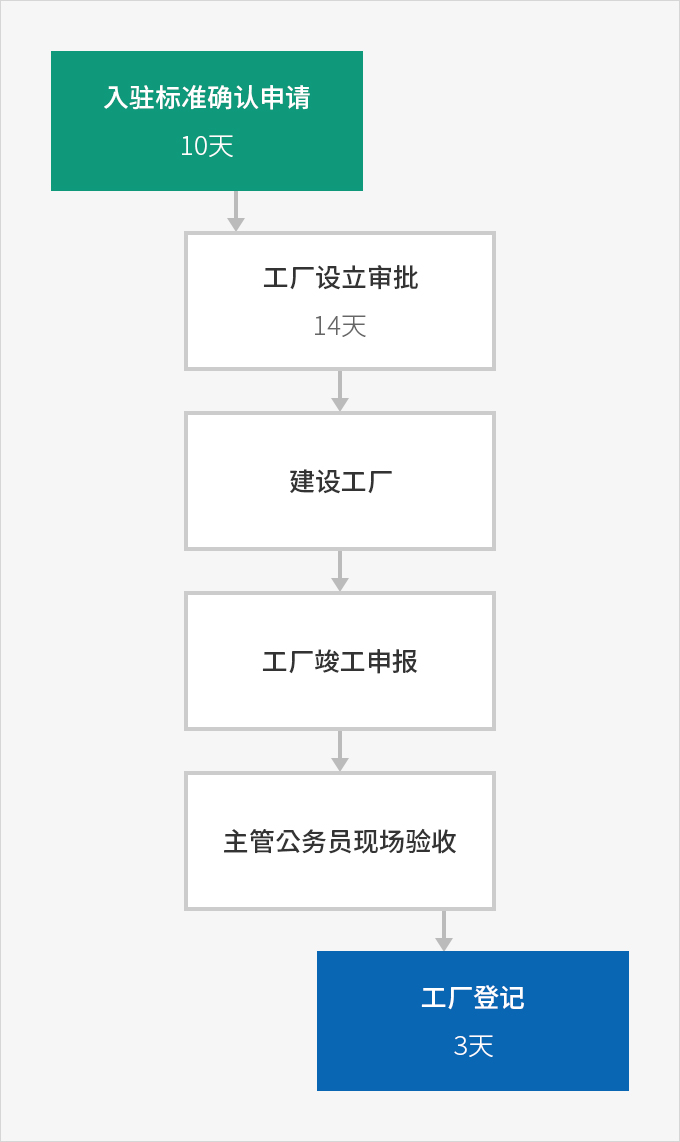 入驻标准确认申请
10天
工厂设立审批
14天
建设工厂
工厂竣工申报
主管公务员现场验收
工厂登记
3天